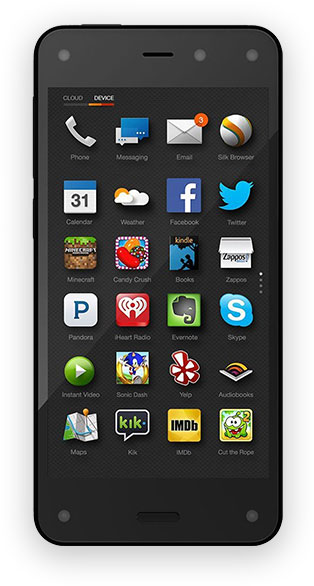 CLOUD DEVICE
3
Phone Messaging Email Silk Browser
31 f
Calendar Weather Facebook Twitter
MINECRAFT kindle Zappos
Minecraft Candy Crush Books Zappos
P S
Pandora iHeart Radio Evernote Skype
Instant Video Sonic Dash Yelp Audiobooks
kik IMDb
Maps Kik IMDb Cut the Rope